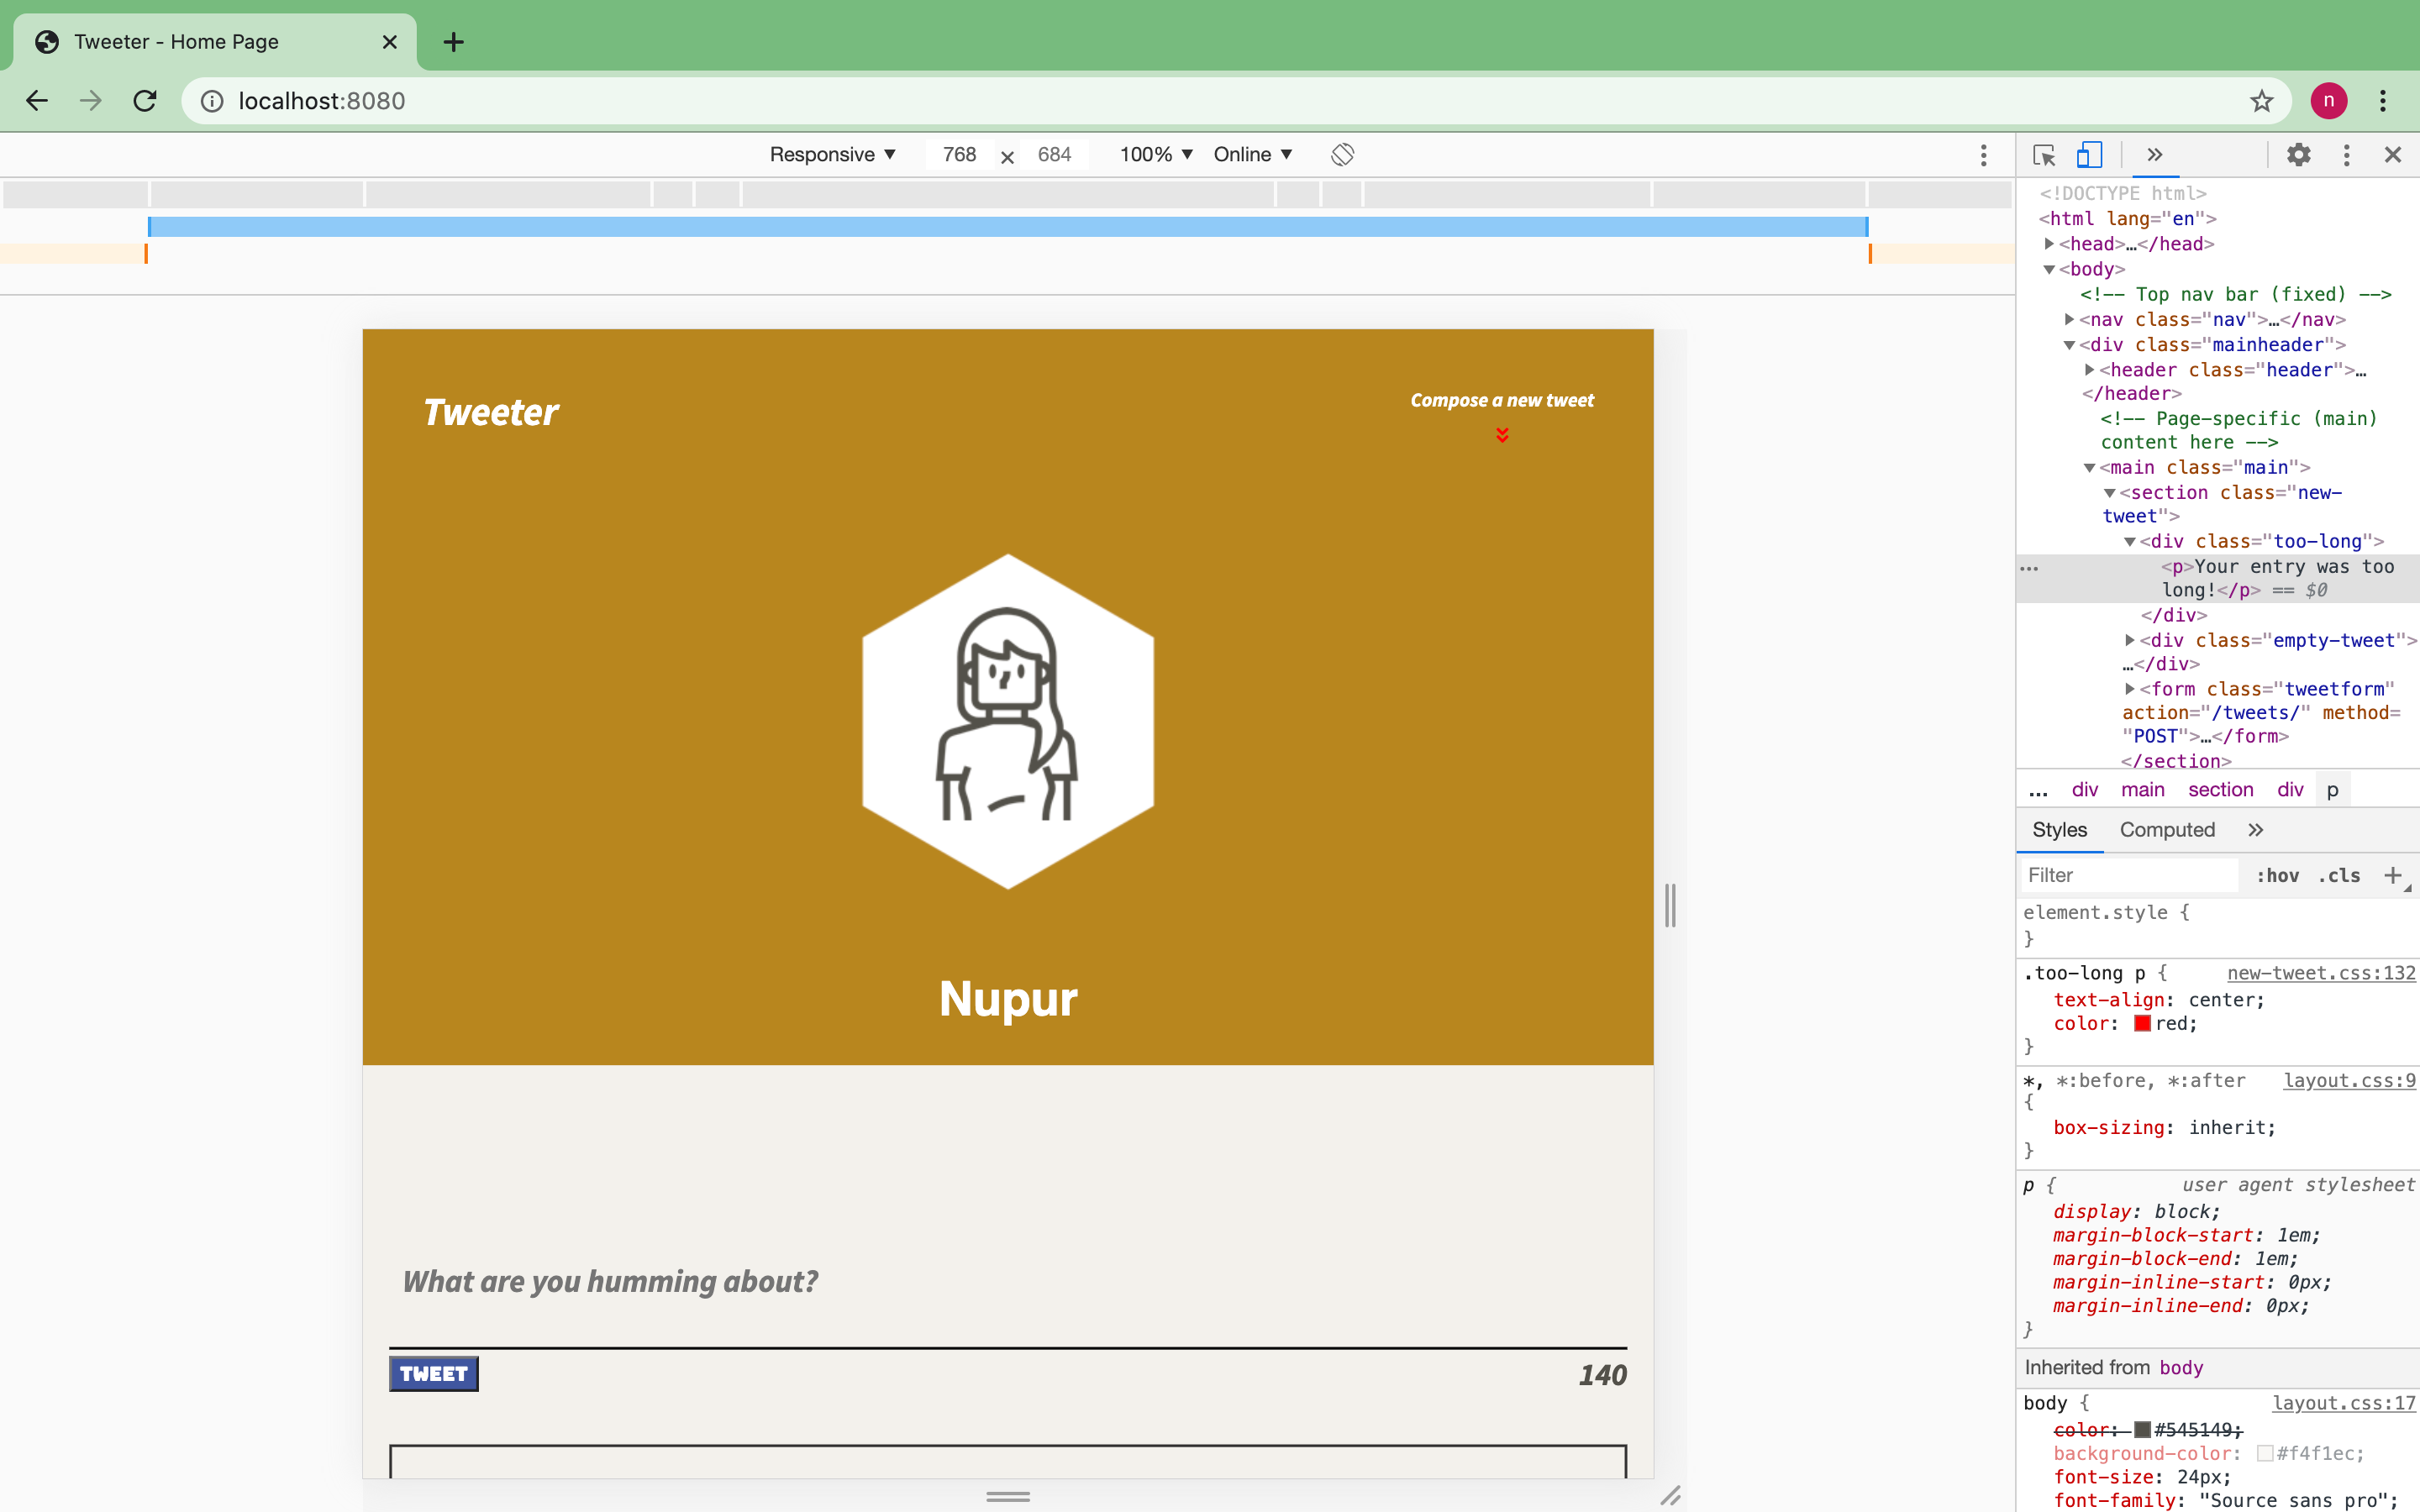 Tweeter - Home Page
localhost:8080
n
Responsive 768 × 684 100% Online
Tweeter
Compose a new tweet
Nupur
What are you humming about?
TWEET
140
<!DOCTYPE html>
<html lang="en">
<head>…</head>
<body>
<!-- Top nav bar (fixed) -->
<nav class="nav">…</nav>
<div class="mainheader">
<header class="header">…
</header>
<!-- Page-specific (main)
content here -->
<main class="main">
<section class="new-
tweet">
<div class="too-long">
<p>Your entry was too
long!</p> == $0
</div>
<div class="empty-tweet">
…</div>
<form class="tweetform"
action="/tweets/" method=
"POST">…</form>
</section>
... div main section div p
Styles Computed
Filter :hov .cls +
element.style {
}
.too-long p { new-tweet.css:132
text-align: center;
color: red;
}
*, *:before, *:after layout.css:9
{
box-sizing: inherit;
}
p { user agent stylesheet
display: block;
margin-block-start: 1em;
margin-block-end: 1em;
margin-inline-start: 0px;
margin-inline-end: 0px;
}
Inherited from body
body { layout.css:17
color: #545149;
background-color: #f4f1ec;
font-size: 24px;
font-family: "Source sans pro";